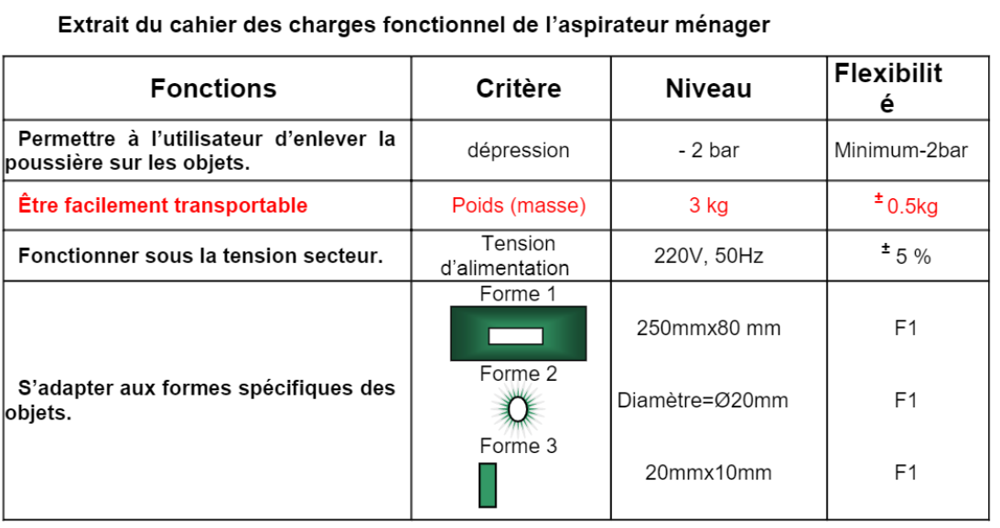 Extrait du cahier des charges fonctionnel de l’aspirateur ménager
Fonctions
Critère
Niveau
Flexibilit
é
Permettre à l’utilisateur d’enlever la
poussière sur les objets.
dépression
- 2 bar
Minimum-2bar
Être facilement transportable
Poids (masse)
3 kg
± 0.5kg
Fonctionner sous la tension secteur.
Tension
d’alimentation
220V, 50Hz
± 5 %
S’adapter aux formes spécifiques des
objets.
Forme 1
250mmx80 mm
F1
Forme 2
Diamètre=Ø20mm
F1
Forme 3
20mmx10mm
F1